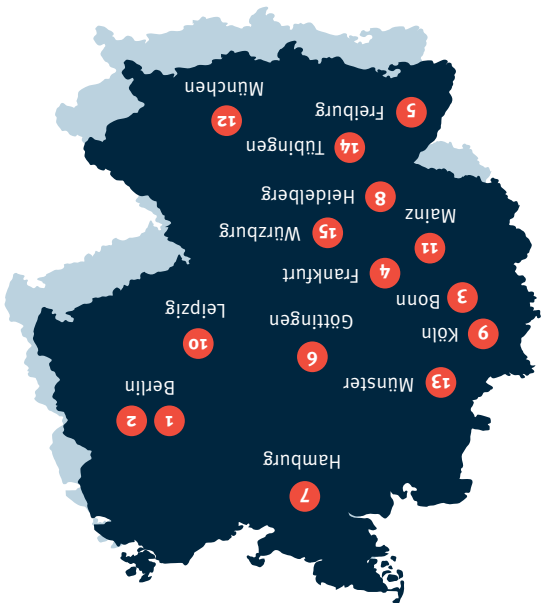 7
Hamburg
1 2
Berlin
13 Münster
6
Göttingen
10
Leipzig
9 Köln
3 Bonn
4 Frankfurt
11
Mainz
15 Würzburg
8 Heidelberg
14 Tübingen
12
München
5 Freiburg